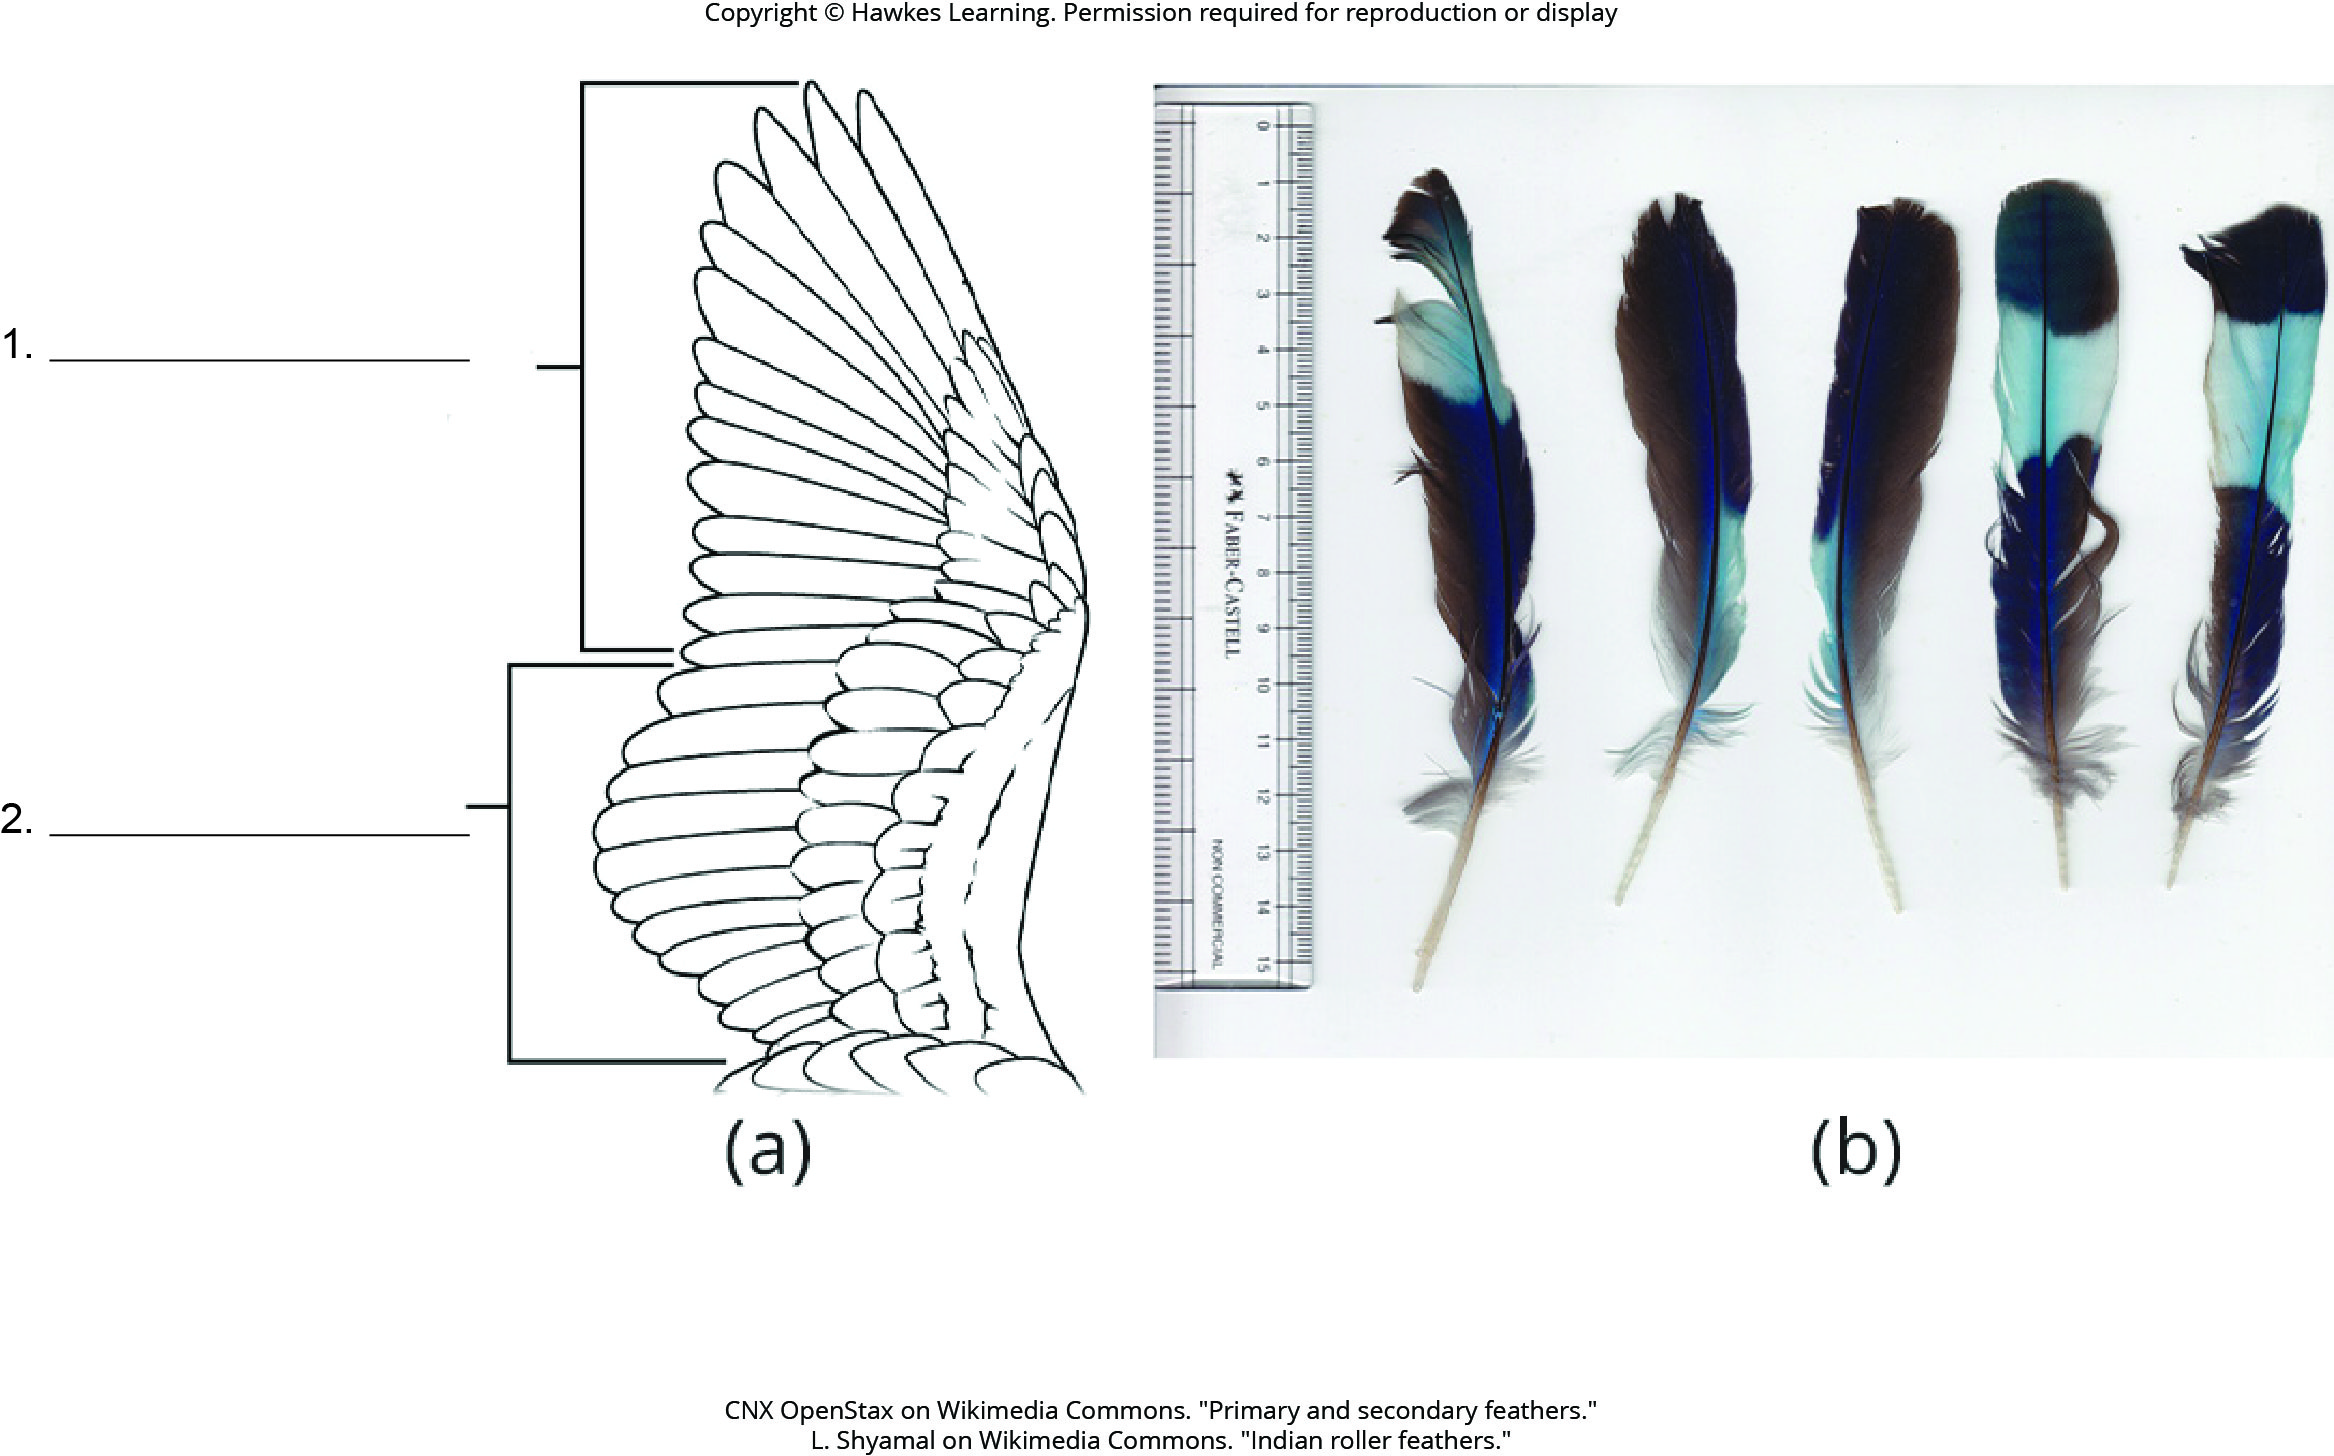 Copyright © Hawkes Learning. Permission required for reproduction or display
1.
2.
0
1
2
3
4
5
6
7
8
9
10
11
12
13
14
15
FABER-CASTELL
NON COMMERCIAL
(a)
(b)
CNX OpenStax on Wikimedia Commons. "Primary and secondary feathers."
L. Shyamal on Wikimedia Commons. "Indian roller feathers."